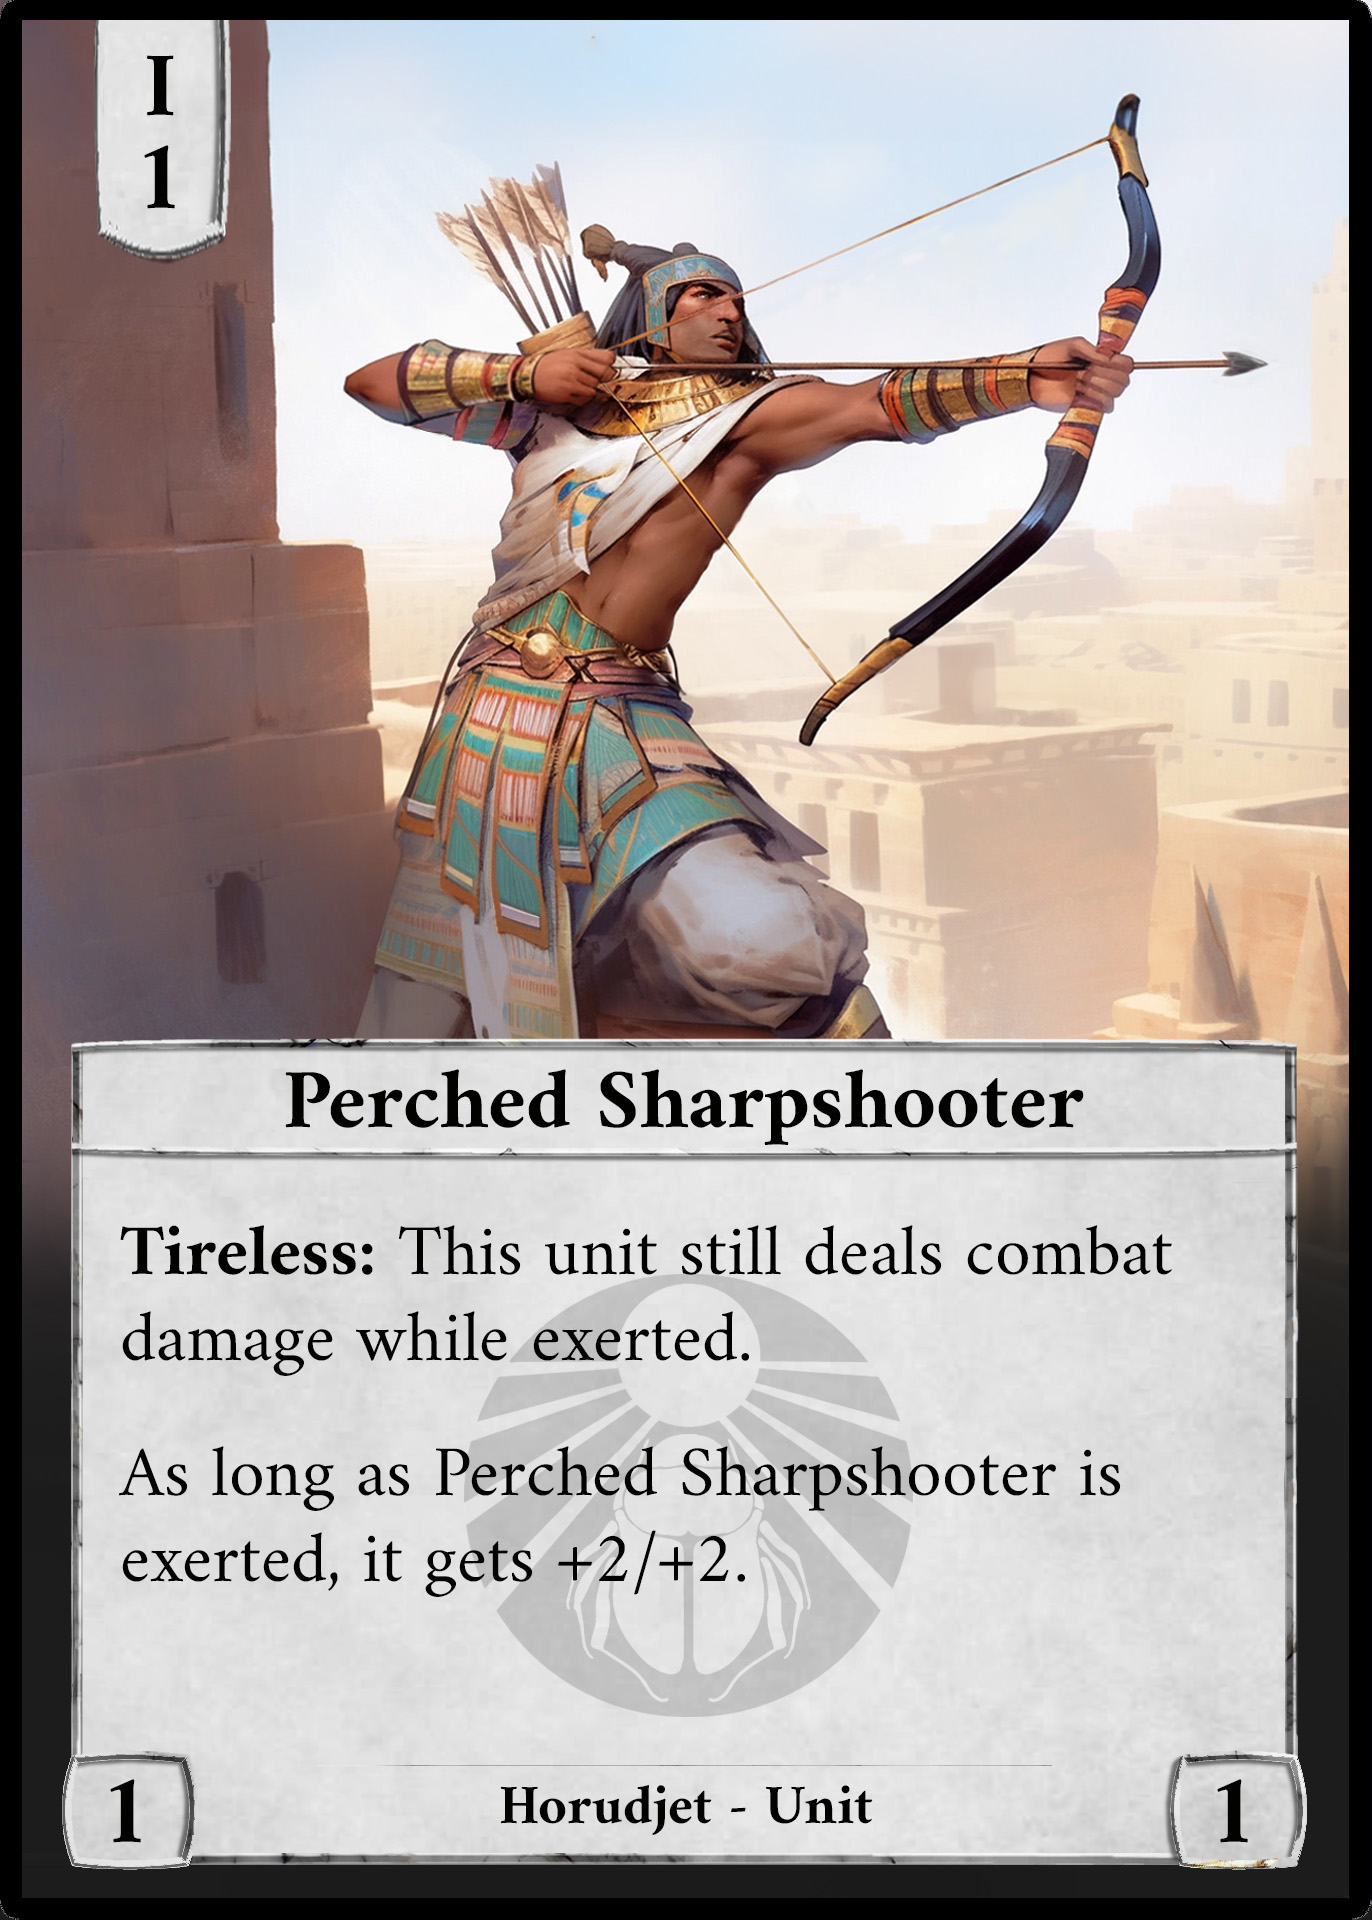 I
1
Perched Sharpshooter
Tireless: This unit still deals combat
damage while exerted.
As long as Perched Sharpshooter is
exerted, it gets +2/+2.
1
Horudjet - Unit
1